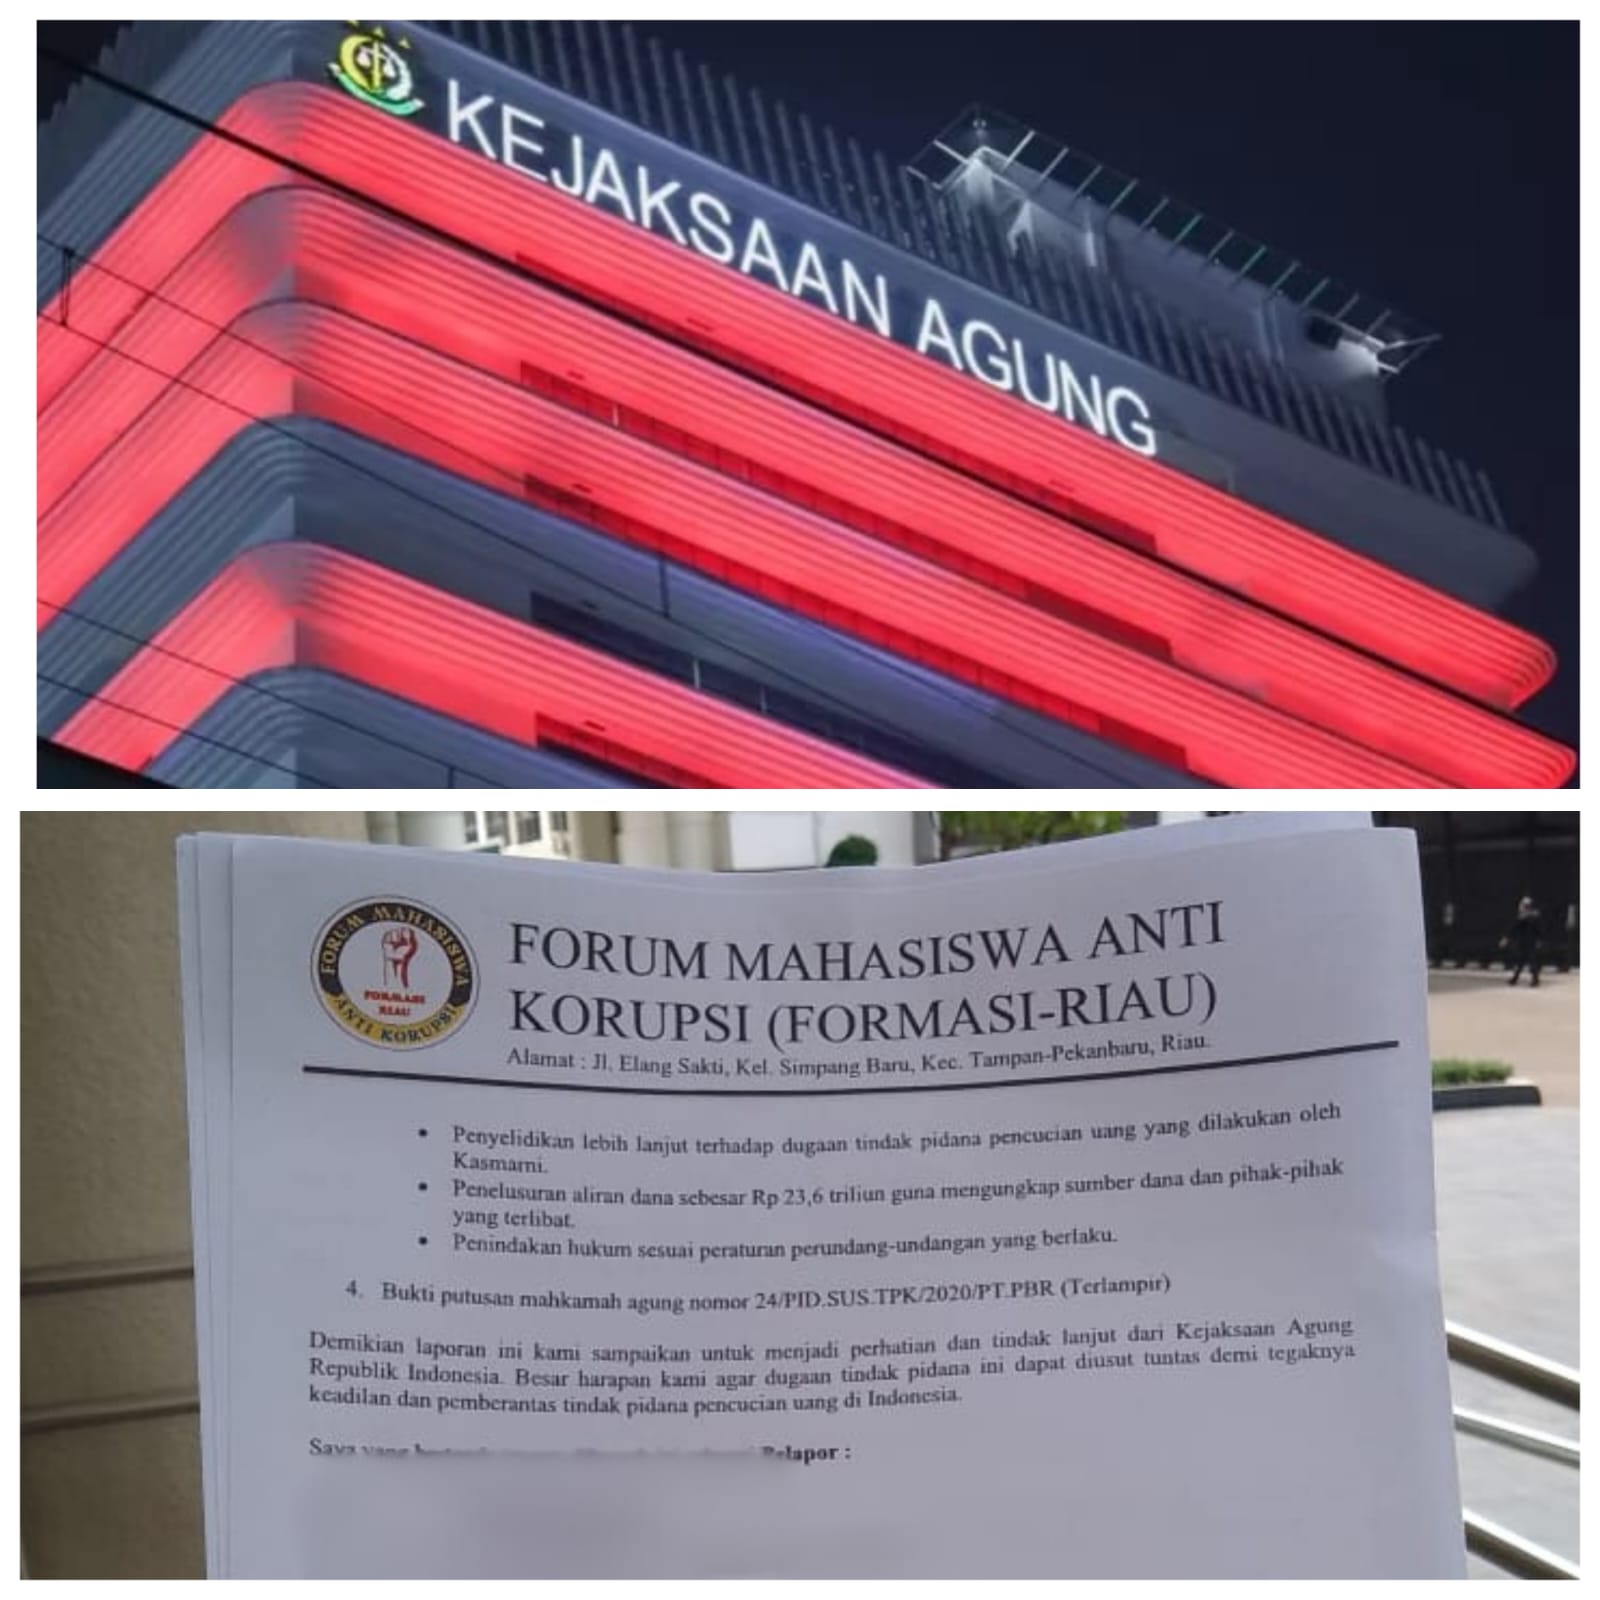 KEJAKSAAN AGUNG
FORUM MAHASISWA
FORMASI
RIAU
ANTI KORUPSI
FORUM MAHASISWA ANTI
KORUPSI (FORMASI-RIAU)
Alamat : Jl. Elang Sakti, Kel. Simpang Baru, Kec. Tampan-Pekanbaru, Riau.
• Penyelidikan lebih lanjut terhadap dugaan tindak pidana pencucian uang yang dilakukan oleh
Kasmarni.
• Penelusuran aliran dana sebesar Rp 23,6 triliun guna mengungkap sumber dana dan pihak-pihak
yang terlibat.
• Penindakan hukum sesuai peraturan perundang-undangan yang berlaku.
4. Bukti putusan mahkamah agung nomor 24/PID.SUS.TPK/2020/PT.PBR (Terlampir)
Demikian laporan ini kami sampaikan untuk menjadi perhatian dan tindak lanjut dari Kejaksaan Agung
Republik Indonesia. Besar harapan kami agar dugaan tindak pidana ini dapat diusut tuntas demi tegaknya
keadilan dan pemberantas tindak pidana pencucian uang di Indonesia.
Saya yang Pelapor :